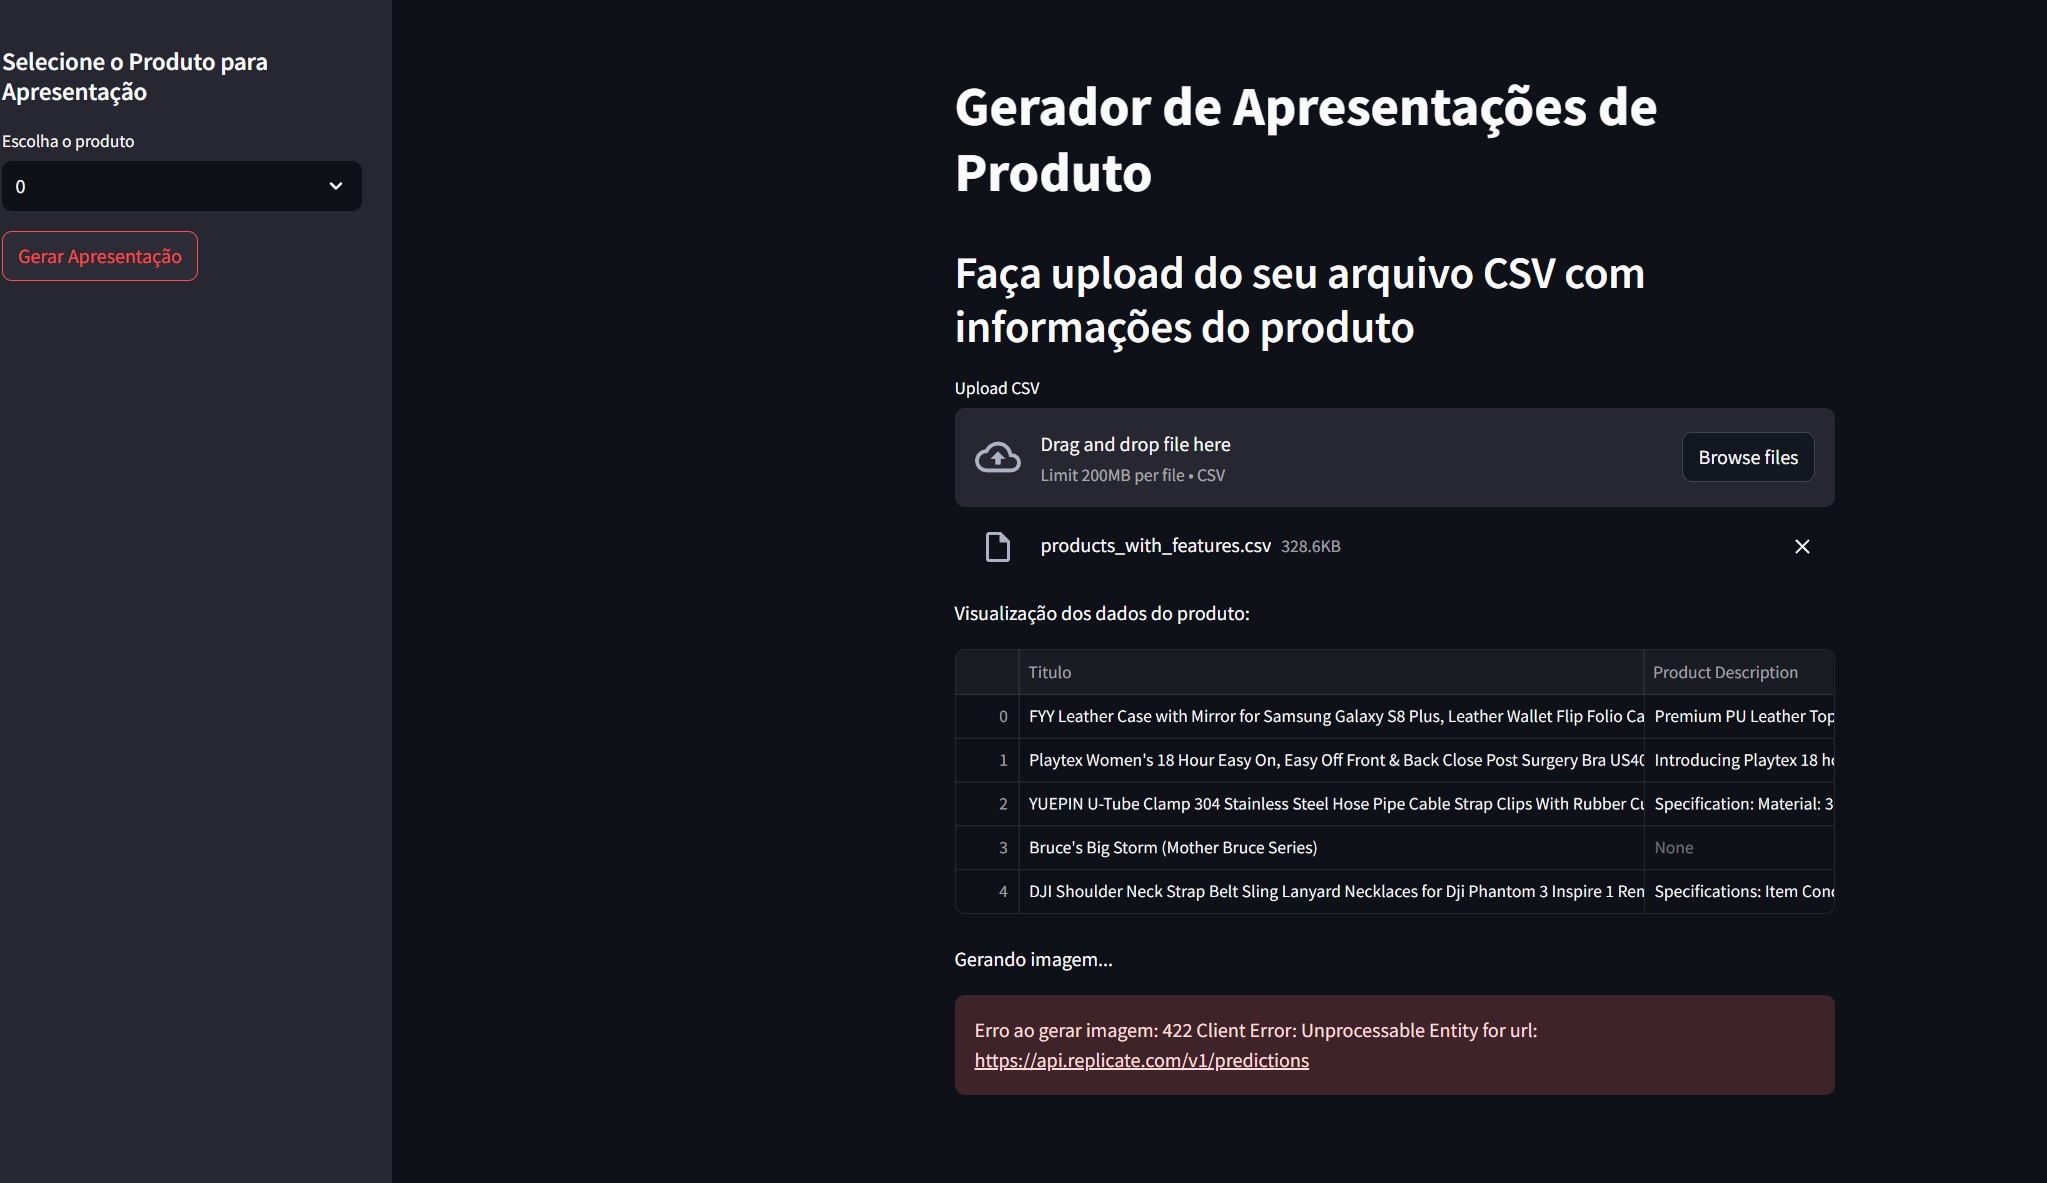 Selecione o Produto para
Apresentação
Escolha o produto
0
Gerar Apresentação
Gerador de Apresentações de
Produto
Faça upload do seu arquivo CSV com
informações do produto
Upload CSV
Drag and drop file here
Limit 200MB per file • CSV
Browse files
products_with_features.csv 328.6KB
Visualização dos dados do produto:
Titulo Product Description
0 FYY Leather Case with Mirror for Samsung Galaxy S8 Plus, Leather Wallet Flip Folio Ca Premium PU Leather Top
1 Playtex Women's 18 Hour Easy On, Easy Off Front & Back Close Post Surgery Bra US40 Introducing Playtex 18 ho
2 YUEPIN U-Tube Clamp 304 Stainless Steel Hose Pipe Cable Strap Clips With Rubber Cu Specification: Material: 3
3 Bruce's Big Storm (Mother Bruce Series) None
4 DJI Shoulder Neck Strap Belt Sling Lanyard Necklaces for Dji Phantom 3 Inspire 1 Rem Specifications: Item Cond
Gerando imagem...
Erro ao gerar imagem: 422 Client Error: Unprocessable Entity for url:
https://api.replicate.com/v1/predictions